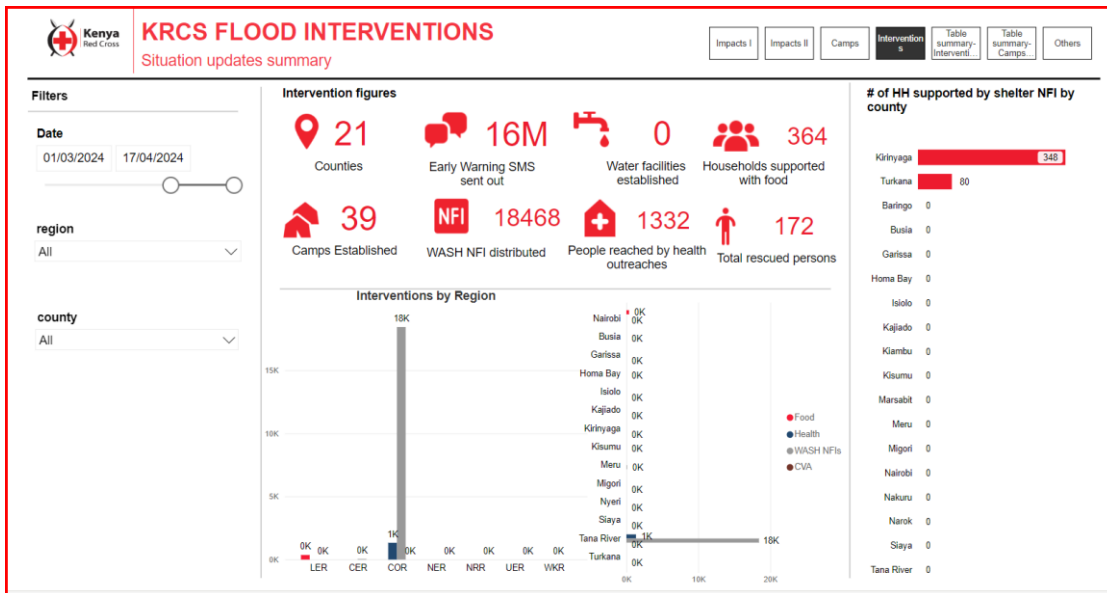 Kenya
Red Cross
KRCS FLOOD INTERVENTIONS
Situation updates summary
Impacts I
Impacts II
Camps
Intervention
s
Table
summary-
Interventi...
Table
summary-
Camps...
Others
Filters
Date
01/03/2024
17/04/2024
region
All
county
All
Intervention figures
21
Counties
16M
Early Warning SMS
sent out
0
Water facilities
established
364
Households supported
with food
39
Camps Established
NFI
18468
WASH NFI distributed
1332
People reached by health
outreaches
172
Total rescued persons
Interventions by Region
15K
10K
5K
0K
0K
0K
0K
1K
18K
0K
0K
0K
0K
0K
LER
CER
COR
NER
NRR
UER
WKR
Nairobi
0K
0K
Busia
0K
Garissa
0K
Homa Bay
0K
Isiolo
0K
Kajiado
0K
Kirinyaga
0K
Kisumu
0K
Meru
0K
Migori
0K
Nyeri
0K
Siaya
0K
Tana River
1K
18K
0K
Turkana
0K
0K
10K
20K
Food
Health
WASH NFIs
CVA
# of HH supported by shelter NFI by
county
Kirinyaga 348
Turkana 80
Baringo 0
Busia 0
Garissa 0
Homa Bay 0
Isiolo 0
Kajiado 0
Kiambu 0
Kisumu 0
Marsabit 0
Meru 0
Migori 0
Nairobi 0
Nakuru 0
Narok 0
Siaya 0
Tana River 0